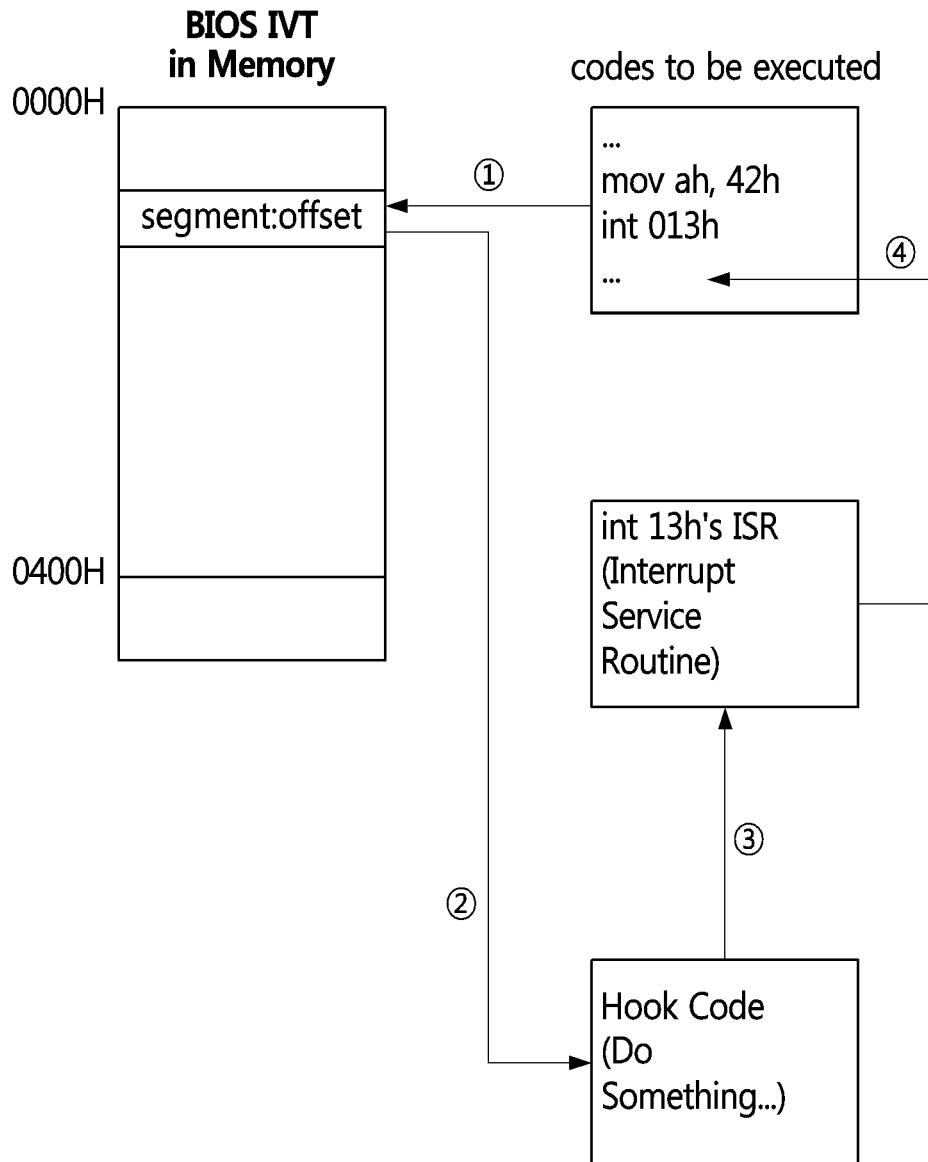 BIOS IVT
in Memory
0000H
segment:offset
0400H
codes to be executed
...
mov ah, 42h
int 013h
...
①
④
int 13h's ISR
(Interrupt
Service
Routine)
③
②
Hook Code
(Do
Something...)